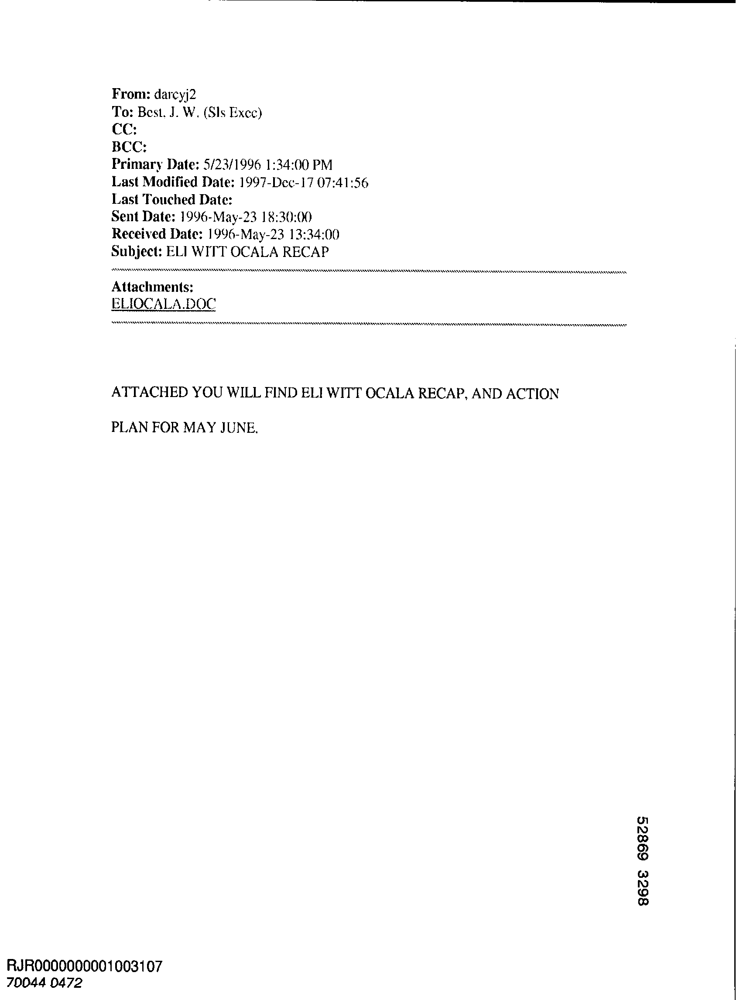 From: darcyj2
To: Best. J. W. (Sls Exec)
CC:
BCC:
Primary Date: 5/23/1996 1:34:00 PM
Last Modified Date: 1997-Dec-17 07:41:56
Last Touched Date:
Sent Date: 1996-May-23 18:30:00
Received Date: 1996-May-23 13:34:00
Subject: ELI WITT OCALA RECAP
Attachments:
ELIOCALA.DOC
ATTACHED YOU WILL FIND ELI WITT OCALA RECAP, AND ACTION
PLAN FOR MAY JUNE.
52869 3298
RJR0000000001003107
70044 0472